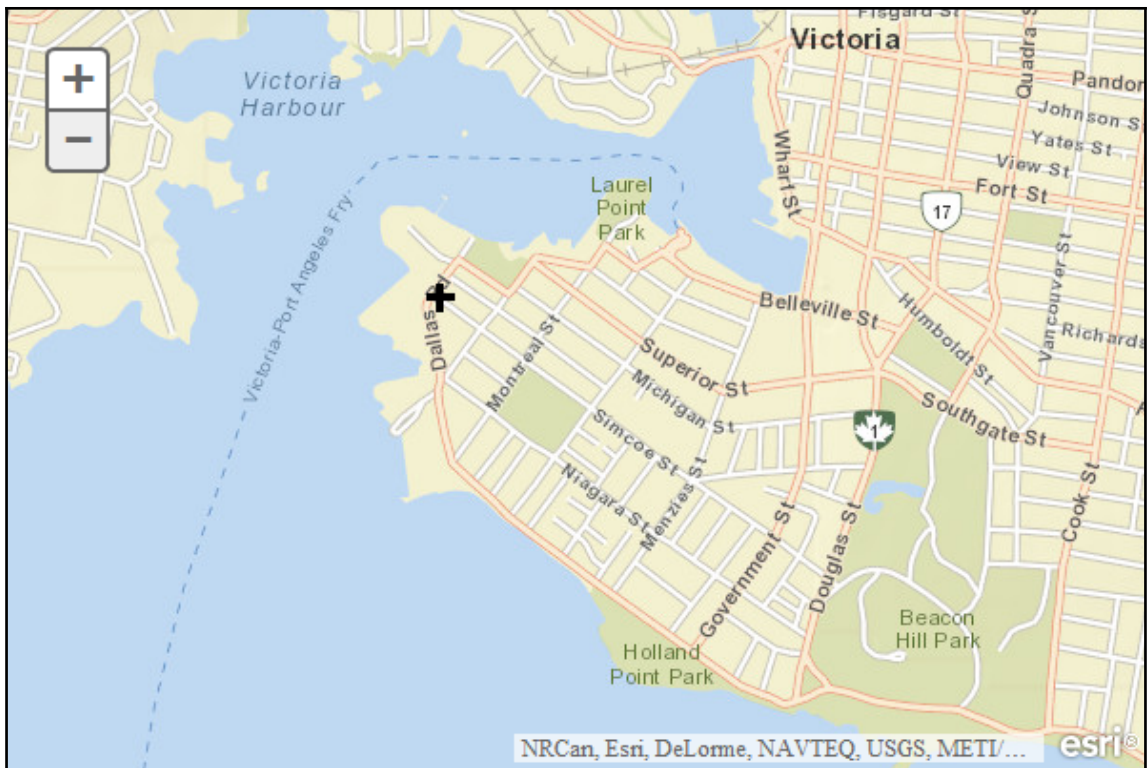 Fisgard St
Victoria
Quadra S
Pandor
Victoria
Harbour
Johnson S
Yates St
View St
Fort St
Wharf St
17
Laurel
Point
Park
Vancouver St
Victoria-Port Angeles Fry
Dallas Rd
Belleville St
Humboldt St
Richards
Montreal St
Superior St
Michigan St
Southgate St
1
Simcoe St
Niagara St
Menzies St
Cook St
Government St
Douglas St
Beacon
Hill Park
Holland
Point Park
NRCan, Esri, DeLorme, NAVTEQ, USGS, METI/…
esri